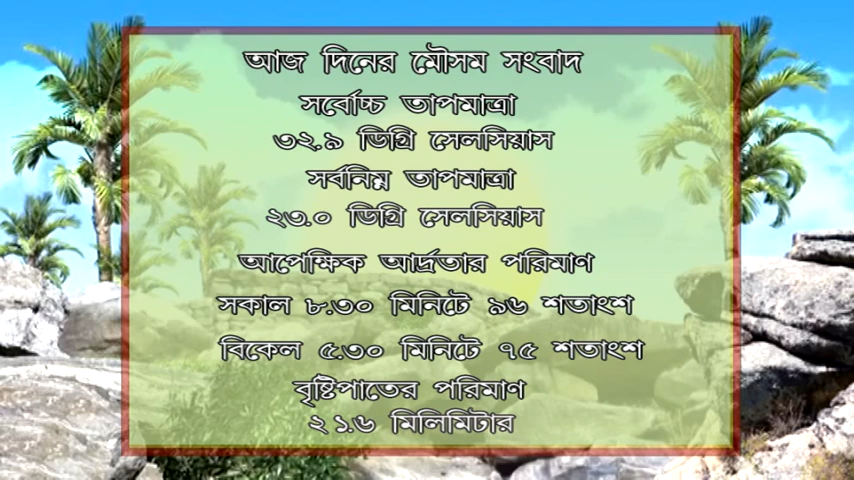 আজ দিনের মৌসম সংবাদ
সর্বোচ্চ তাপমাত্রা
৩২.৯ ডিগ্রি সেলসিয়াস
সর্বনিম্ন তাপমাত্রা
২৩.০ ডিগ্রি সেলসিয়াস
আপেক্ষিক আর্দ্রতার পরিমাণ
সকাল ৮.৩০ মিনিটে ৯৬ শতাংশ
বিকেল ৫.৩০ মিনিটে ৭৫ শতাংশ
বৃষ্টিপাতের পরিমাণ
২১.৬ মিলিমিটার